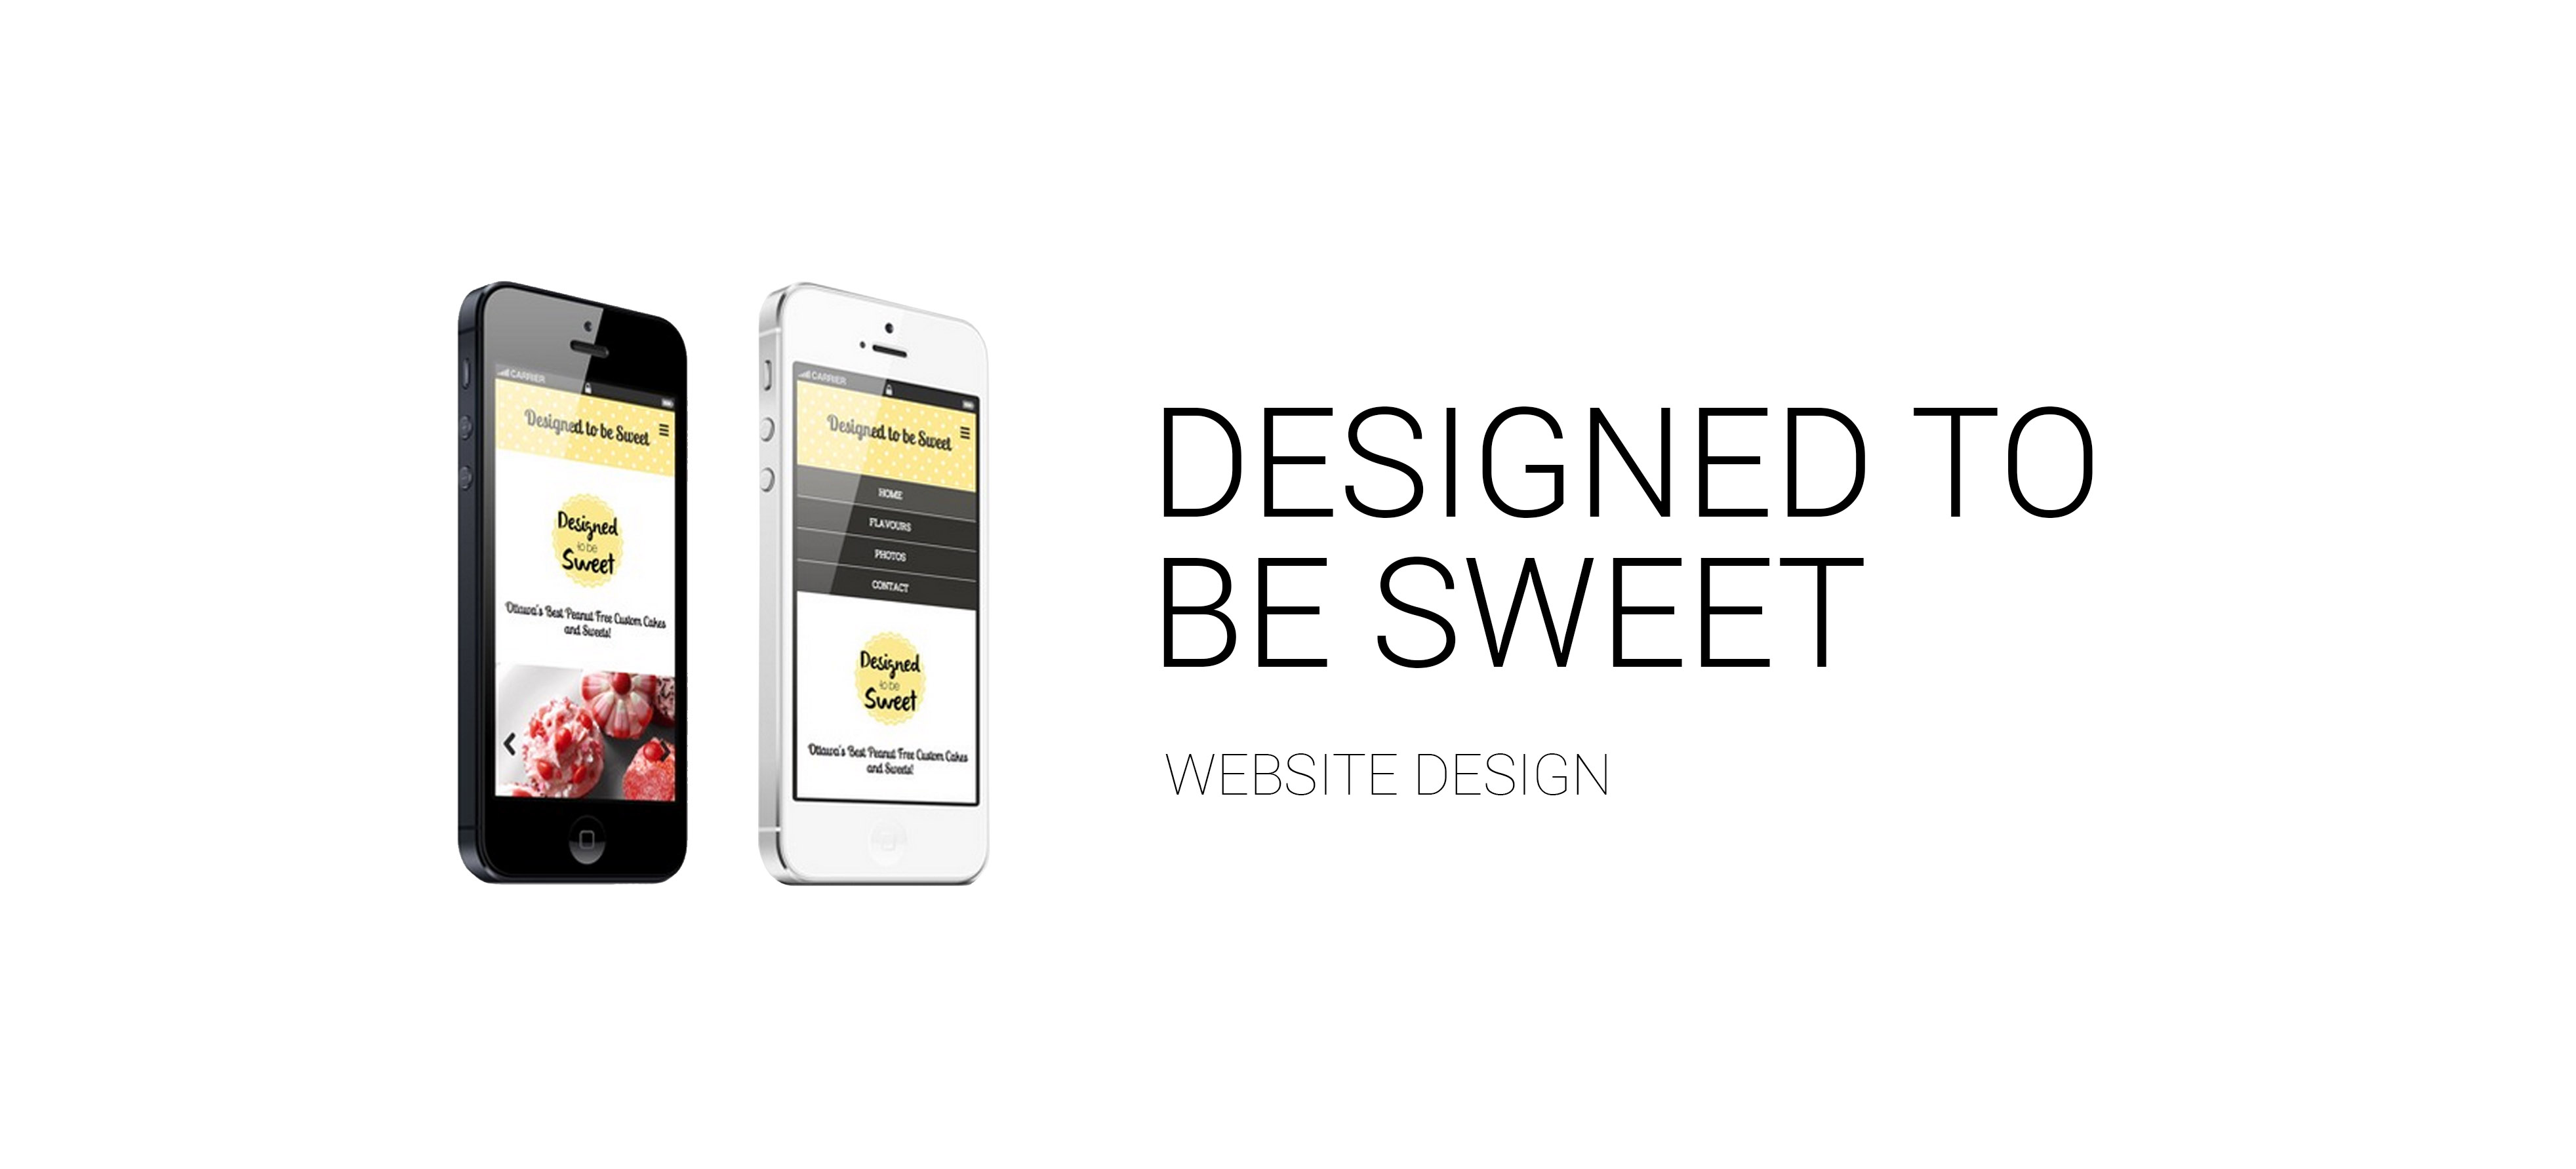 CARRIER
Designed to be Sweet
Designed
to be
Sweet
Ottawa's Best Peanut Free Custom Cakes
and Sweets!
CARRIER
Designed to be Sweet
HOME
FLAVOURS
PHOTOS
CONTACT
Designed
to be
Sweet
Ottawa's Best Peanut Free Custom Cakes
and Sweets!
DESIGNED TO
BE SWEET
WEBSITE DESIGN